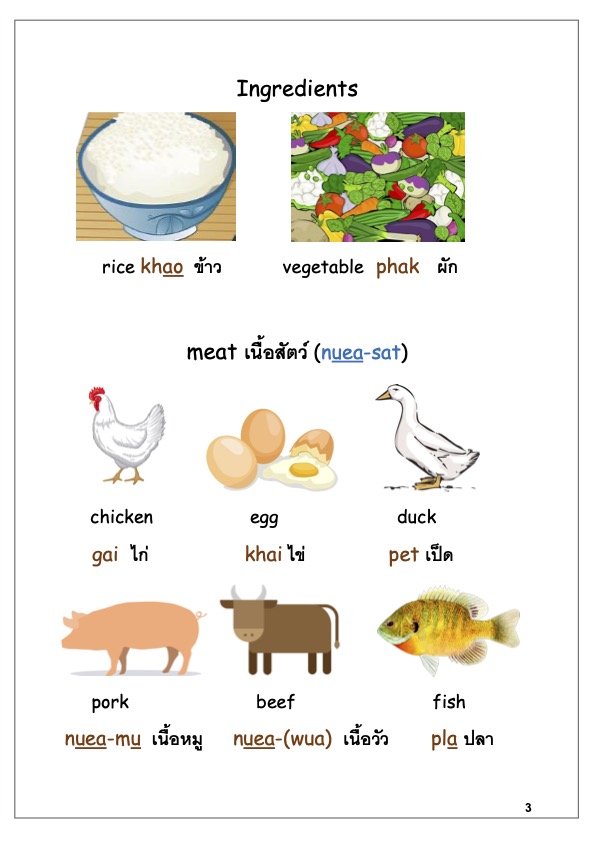 Ingredients
rice khao ข้าว vegetable phak ผัก
meat เนื้อสัตว์ (nuea-sat)
chicken egg duck
gai ไก่ khai ไข่ pet เป็ด
pork beef fish
nuea-mu เนื้อหมู nuea-(wua) เนื้อวัว pla ปลา
3